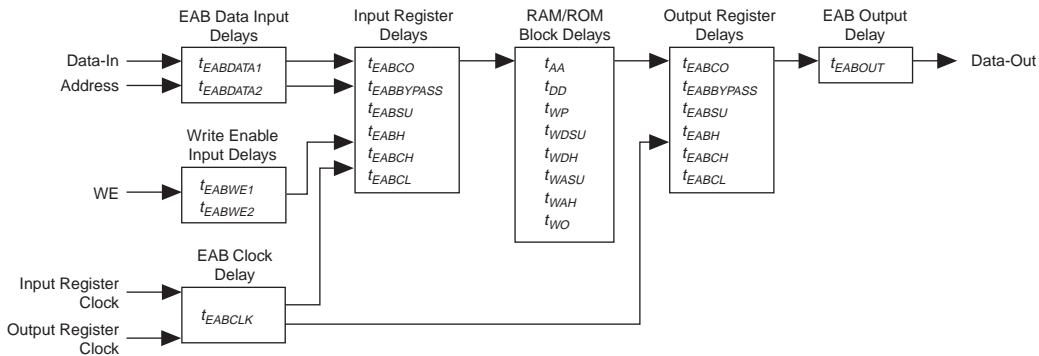 EAB Data Input
Delays
Input Register
Delays
RAM/ROM
Block Delays
Output Register
Delays
EAB Output
Delay
Data-In
Address
tEABDATA1
tEABDATA2
tEABCO
tEABBYPASS
tEABSU
tEABH
tEABCH
tEABCL
tAA
tDD
tWP
tWDSU
tWDH
tWASU
tWAH
tWO
tEABCO
tEABBYPASS
tEABSU
tEABH
tEABCH
tEABCL
tEABOUT
Data-Out
Write Enable
Input Delays
WE
tEABWE1
tEABWE2
EAB Clock
Delay
Input Register
Clock
tEABCLK
Output Register
Clock